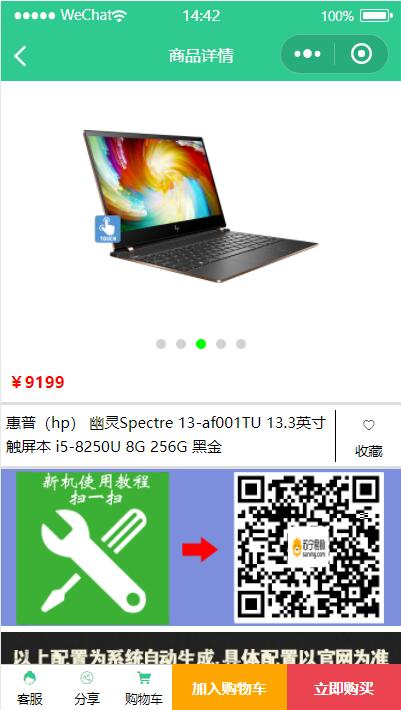 WeChat 14:42 100%
商品详情
TOUCH
￥9199
惠普（hp） 幽灵Spectre 13-af001TU 13.3英寸
触屏本 i5-8250U 8G 256G 黑金
收藏
新机使用教程
扫一扫
苏宁易购
suning.com
以上配置为系统自动生成,具体配置以官网为准
客服 分享 购物车 加入购物车 立即购买